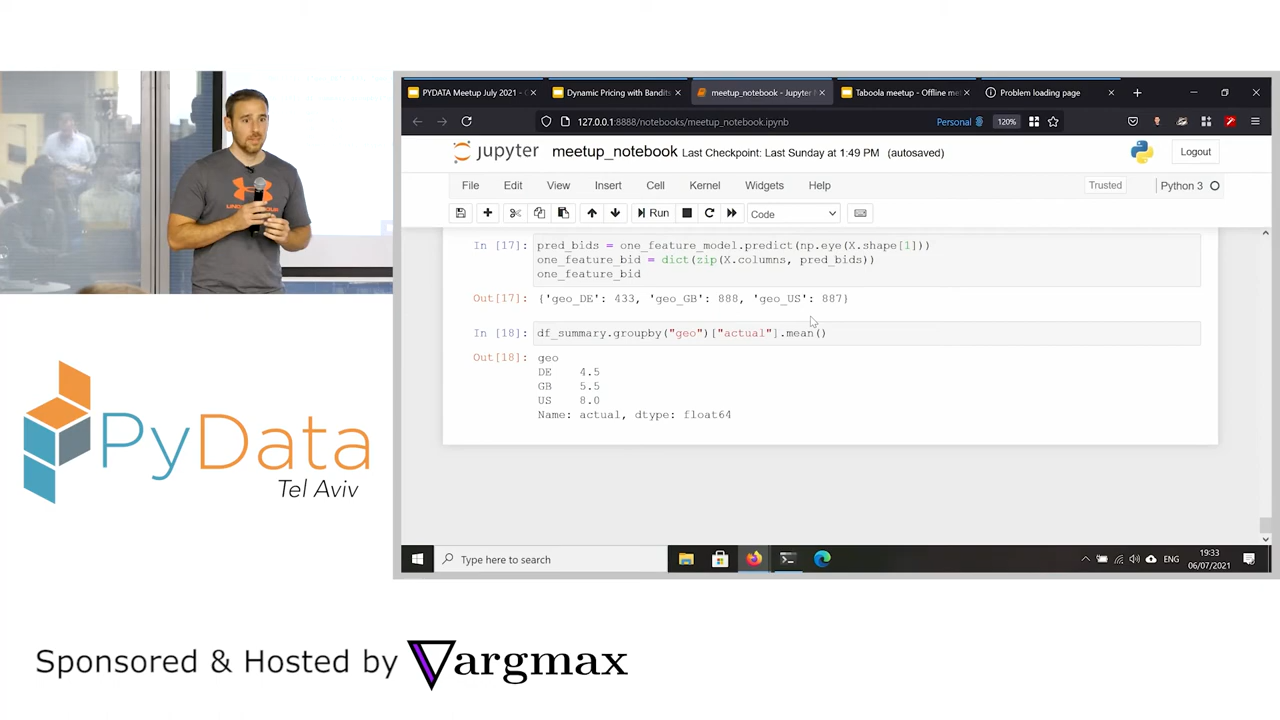 UNDER ARMOUR
PyData
Tel Aviv
PYDATA Meetup July 2021 -
Dynamic Pricing with Bandits
meetup_notebook - Jupyter N
Taboola meetup - Offline me
Problem loading page
127.0.0.1:8888/notebooks/meetup_notebook.ipynb
Personal
120%
jupyter
meetup_notebook Last Checkpoint: Last Sunday at 1:49 PM (autosaved)
Logout
File Edit View Insert Cell Kernel Widgets Help
Trusted
Python 3
Run
Code
In [17]: pred_bids = one_feature_model.predict(np.eye(X.shape[1]))
one_feature_bid = dict(zip(X.columns, pred_bids))
one_feature_bid
Out[17]: {'geo_DE': 433, 'geo_GB': 888, 'geo_US': 887}
In [18]: df_summary.groupby("geo")["actual"].mean()
Out[18]: geo
DE 4.5
GB 5.5
US 8.0
Name: actual, dtype: float64
Type here to search
ENG
19:33
06/07/2021
Sponsored & Hosted by argmax